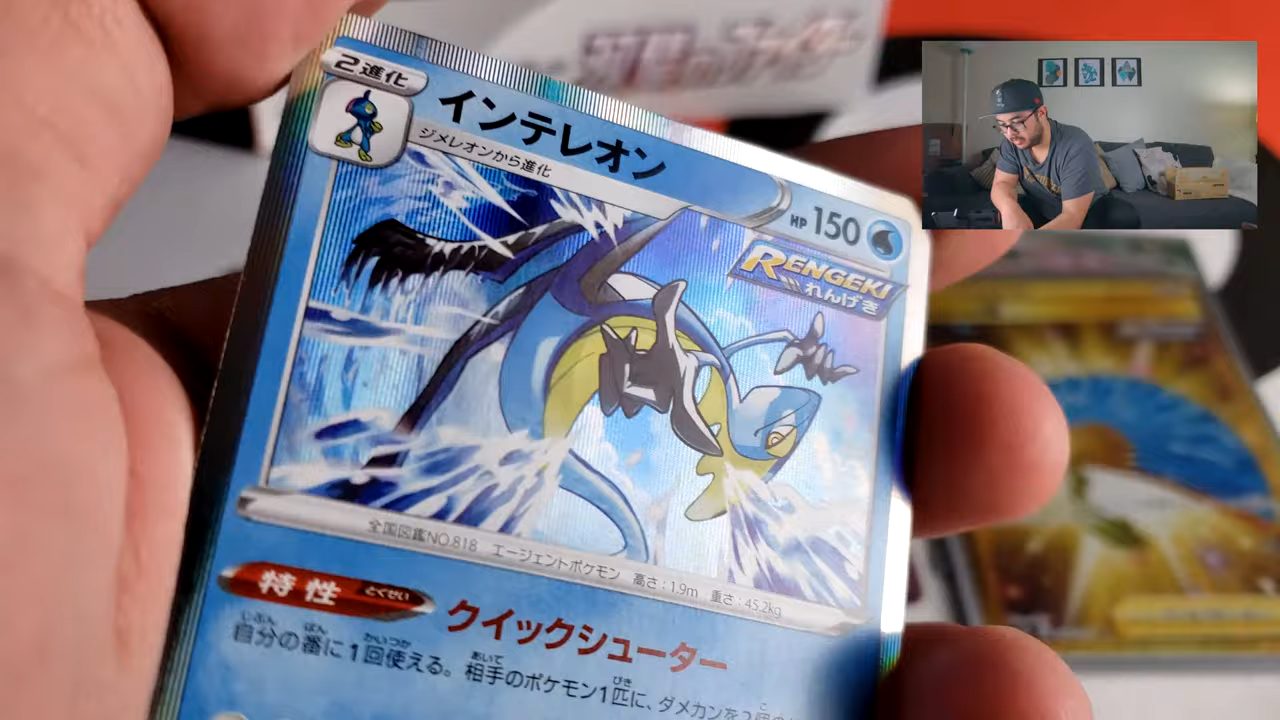 2進化
インテレオン
ジメレオンから進化
HP 150
RENGEKI
れんげき
全国図鑑NO.818 エージェントポケモン 高さ:1.9m 重さ:45.2kg
特性 とくせい
クイックシューター
自分の番に1回使える。相手のポケモン1匹に、ダメカンを2個